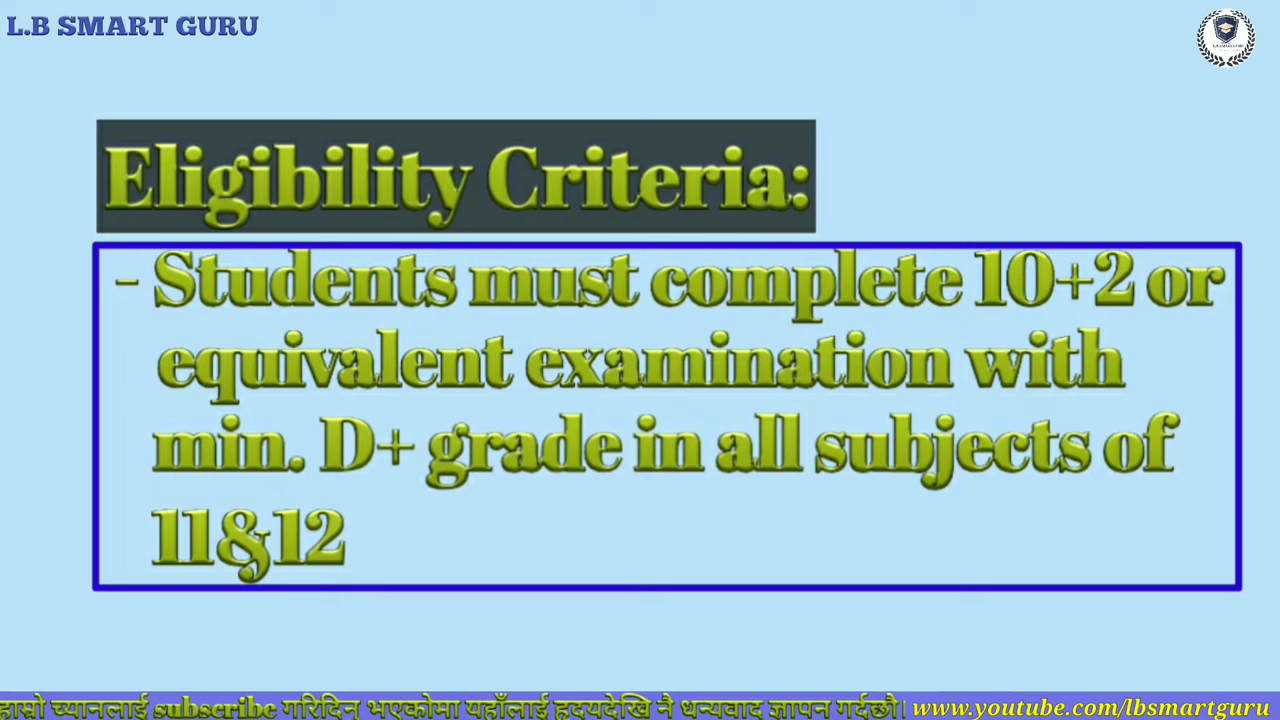 L.B SMART GURU
Eligibility Criteria:
- Students must complete 10+2 or
equivalent examination with
min. D+ grade in all subjects of
11&12
हाम्रो च्यानलाई subscribe गरिदिनु भएकोमा यहाँलाई हृदयदेखि नै धन्यवाद ज्ञापन गर्दछौ। www.youtube.com/lbsmartguru